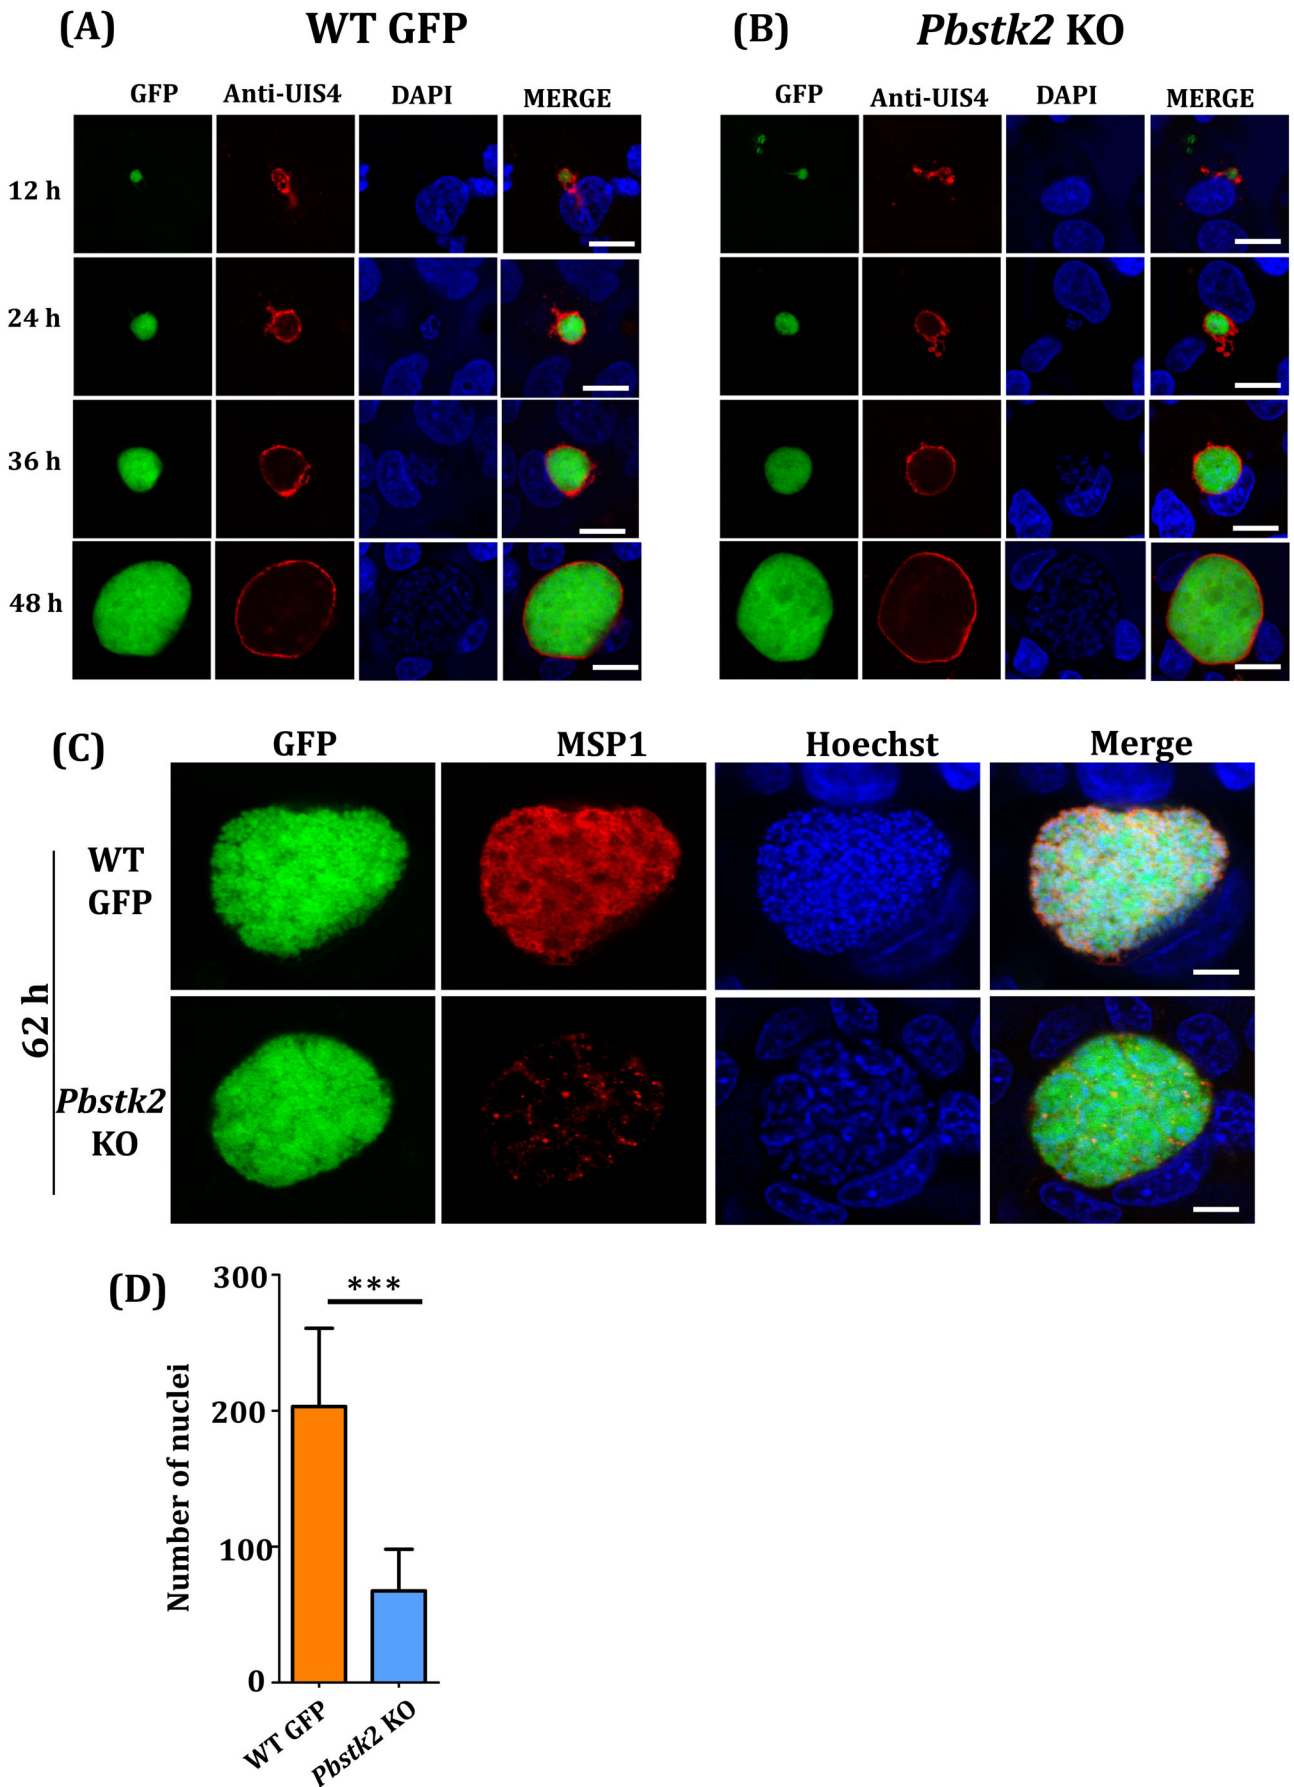 (A) WT GFP (B) Pbstk2 KO
GFP Anti-UIS4 DAPI MERGE GFP Anti-UIS4 DAPI MERGE
12 h
24 h
36 h
48 h
(C) GFP MSP1 Hoechst Merge
WT
GFP
62 h
Pbstk2
KO
(D)
***
Number of nuclei
300
200
100
0
WT GFP
Pbstk2 KO